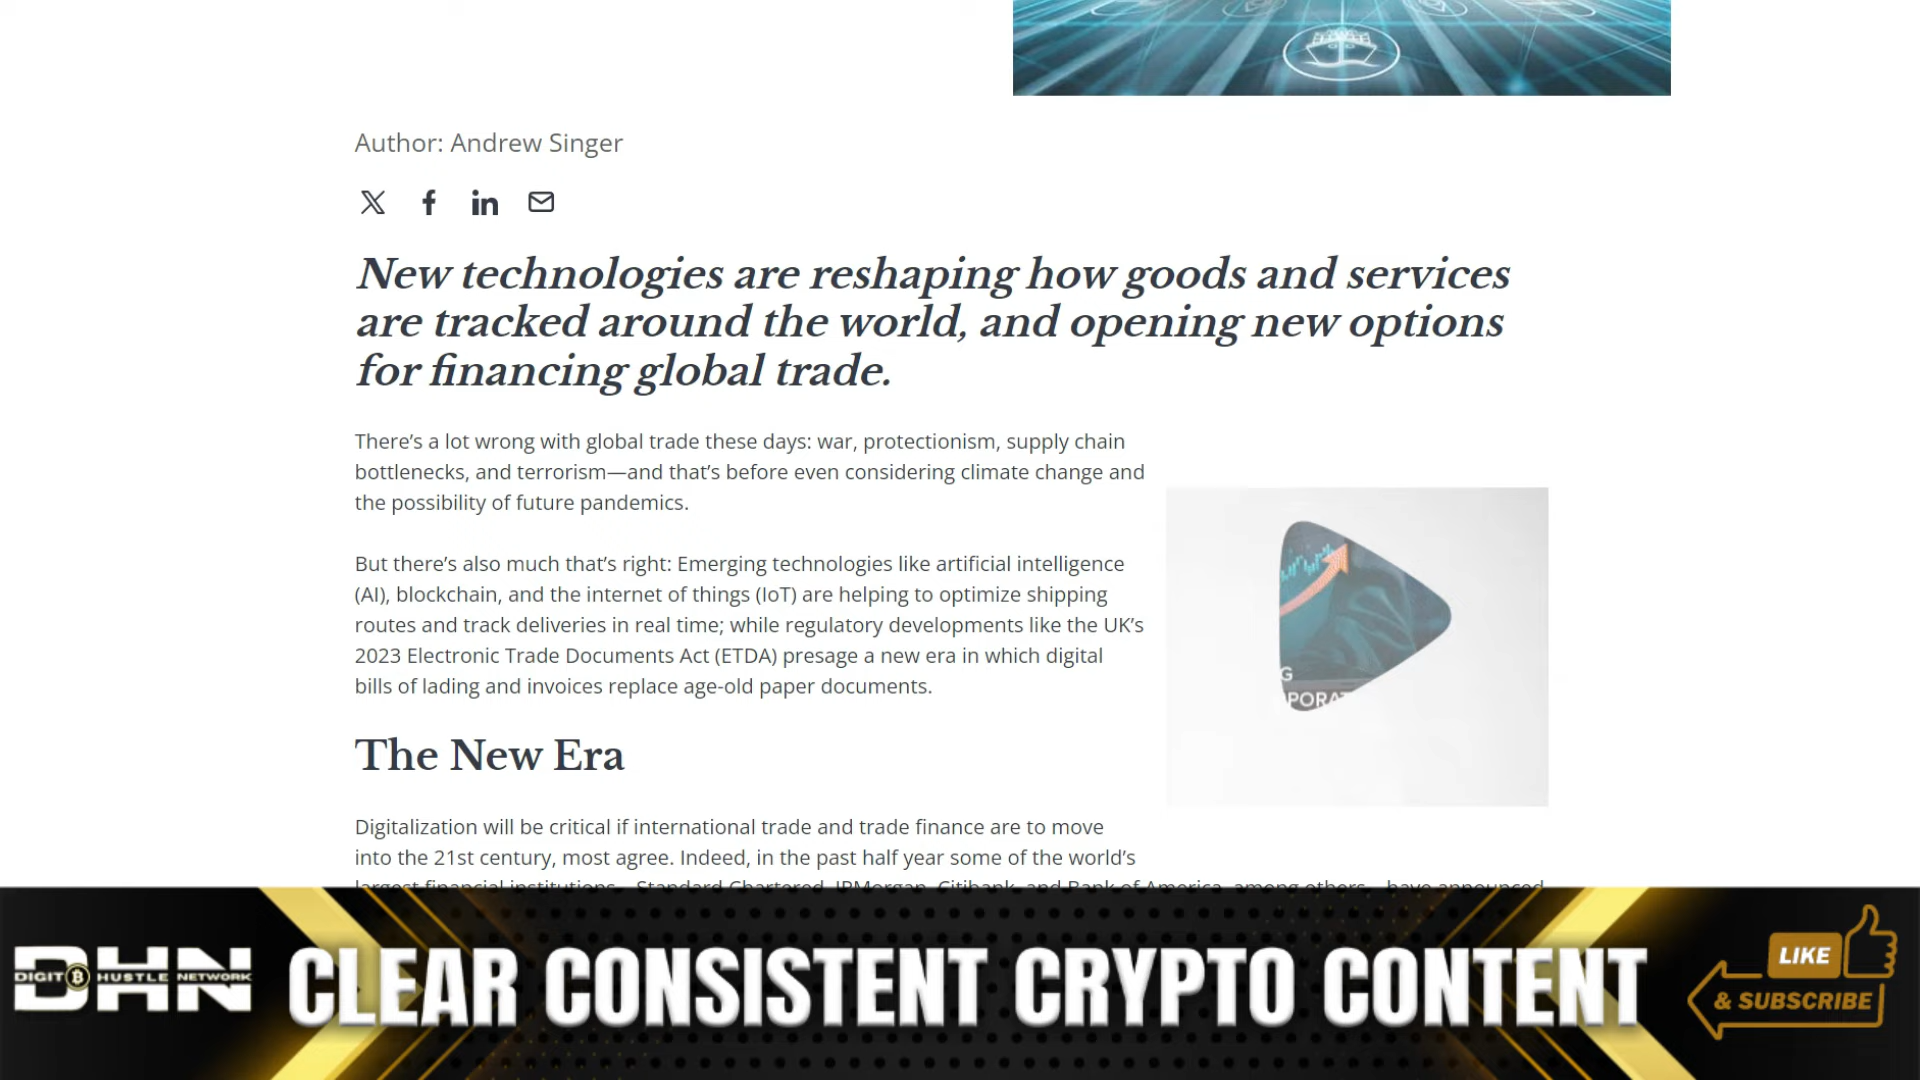 Author: Andrew Singer
New technologies are reshaping how goods and services
are tracked around the world, and opening new options
for financing global trade.
There’s a lot wrong with global trade these days: war, protectionism, supply chain
bottlenecks, and terrorism—and that’s before even considering climate change and
the possibility of future pandemics.
But there’s also much that’s right: Emerging technologies like artificial intelligence
(AI), blockchain, and the internet of things (IoT) are helping to optimize shipping
routes and track deliveries in real time; while regulatory developments like the UK’s
2023 Electronic Trade Documents Act (ETDA) presage a new era in which digital
bills of lading and invoices replace age-old paper documents.
G
PORAT
The New Era
Digitalization will be critical if international trade and trade finance are to move
into the 21st century, most agree. Indeed, in the past half year some of the world’s
largest financial institutions—Standard Chartered, JPMorgan, Citibank, and Bank of America, among others—have announced
DHN
DIGIT HUSTLE NETWORK
CLEAR CONSISTENT CRYPTO CONTENT
LIKE
& SUBSCRIBE